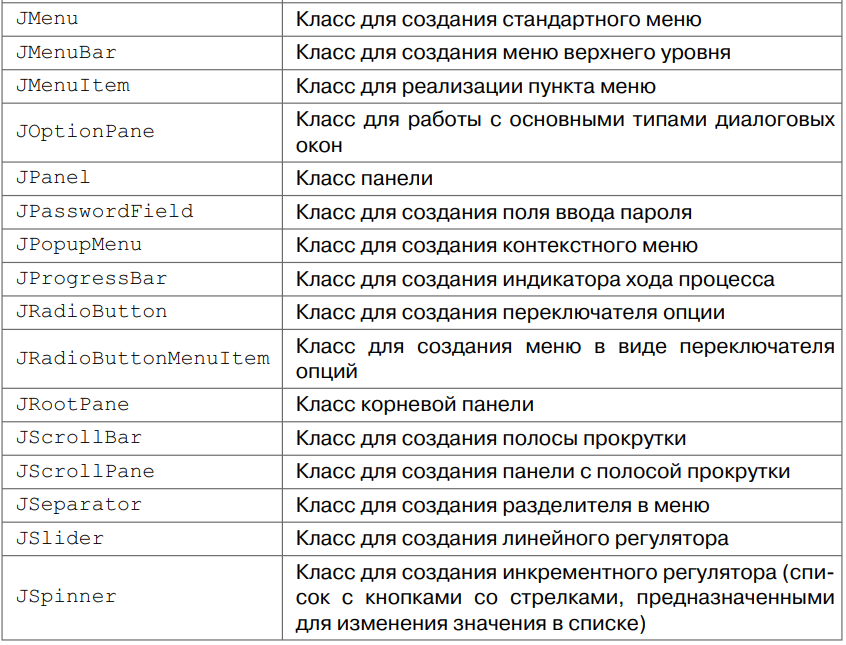 JMenu Класс для создания стандартного меню
JMenuBar Класс для создания меню верхнего уровня
JMenuItem Класс для реализации пункта меню
JOptionPane Класс для работы с основными типами диалоговых
окон
JPanel Класс панели
JPasswordField Класс для создания поля ввода пароля
JPopupMenu Класс для создания контекстного меню
JProgressBar Класс для создания индикатора хода процесса
JRadioButton Класс для создания переключателя опции
JRadioButtonMenuItem Класс для создания меню в виде переключателя
опций
JRootPane Класс корневой панели
JScrollBar Класс для создания полосы прокрутки
JScrollPane Класс для создания панели с полосой прокрутки
JSeparator Класс для создания разделителя в меню
JSlider Класс для создания линейного регулятора
JSpinner Класс для создания инкрементного регулятора (спи-
сок с кнопками со стрелками, предназначенными
для изменения значения в списке)